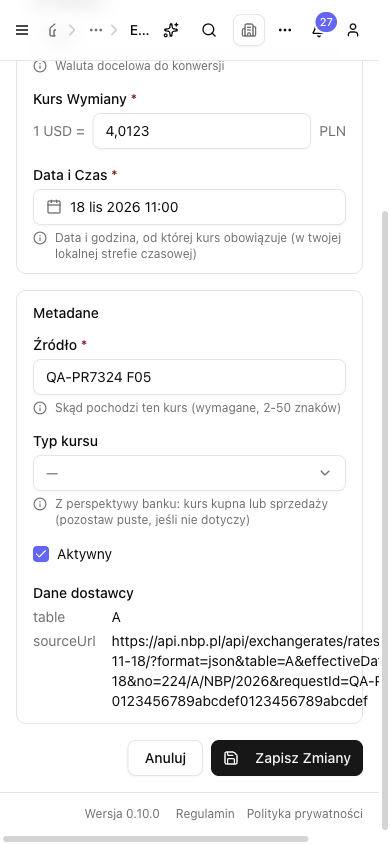 E... 27
Waluta docelowa do konwersji
Kurs Wymiany *
1 USD = 4,0123 PLN
Data i Czas *
18 lis 2026 11:00
Data i godzina, od której kurs obowiązuje (w twojej
lokalnej strefie czasowej)
Metadane
Źródło *
QA-PR7324 F05
Skąd pochodzi ten kurs (wymagane, 2-50 znaków)
Typ kursu
—
Z perspektywy banku: kurs kupna lub sprzedaży
(pozostaw puste, jeśli nie dotyczy)
Aktywny
Dane dostawcy
table A
sourceUrl https://api.nbp.pl/api/exchangerates/rates
11-18/?format=json&table=A&effectiveDa
18&no=224/A/NBP/2026&requestId=QA-F
0123456789abcdef0123456789abcdef
Anuluj Zapisz Zmiany
Wersja 0.10.0 Regulamin Polityka prywatności